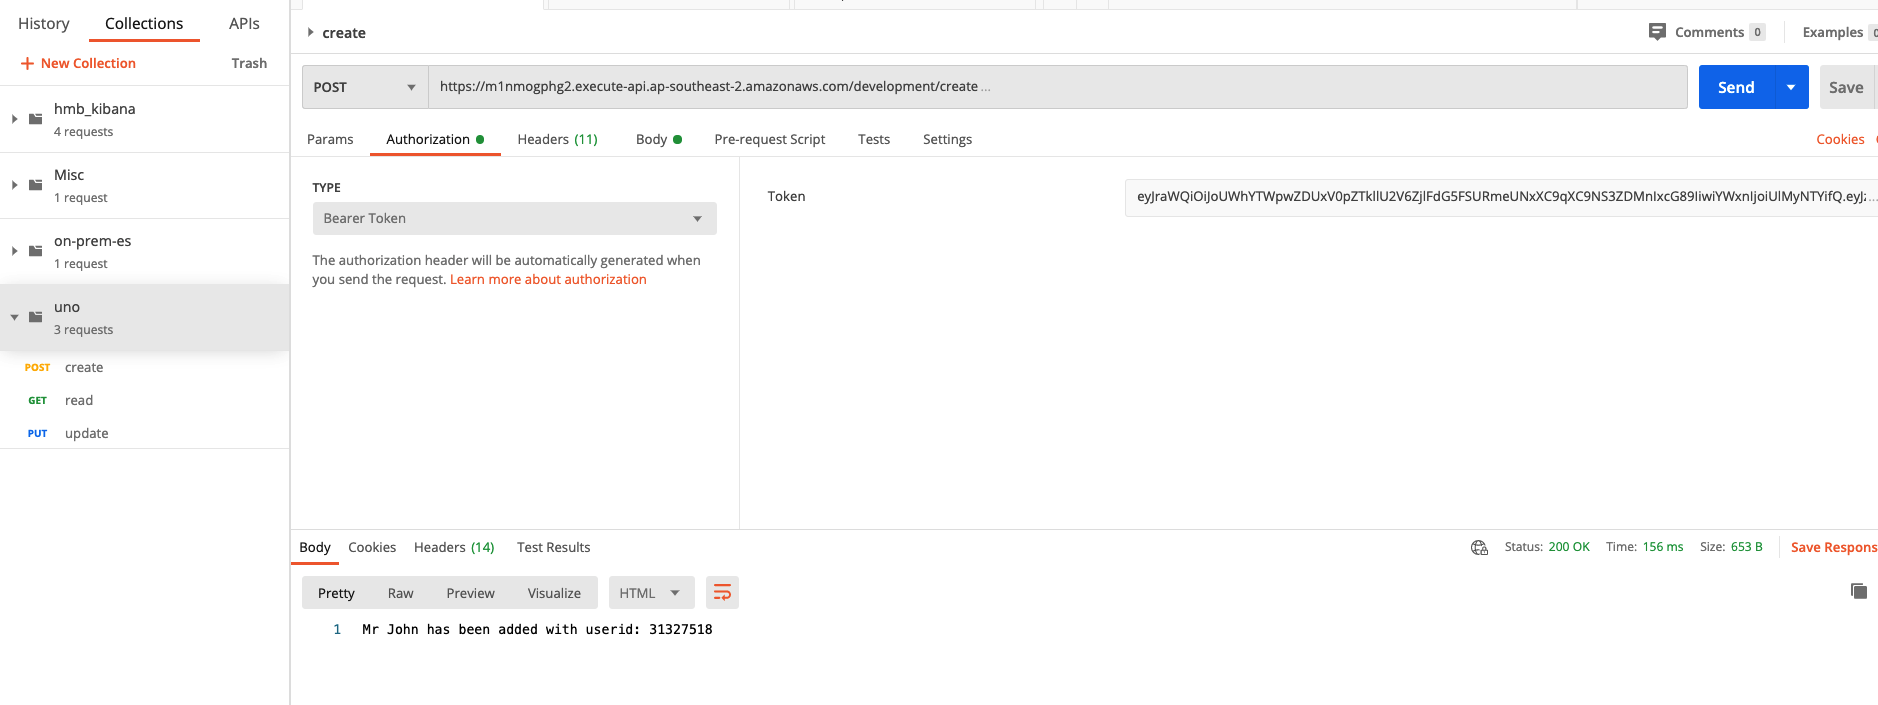 History Collections APIs
+ New Collection Trash
hmb_kibana
4 requests
Misc
1 request
on-prem-es
1 request
uno
3 requests
POST create
GET read
PUT update
create
Comments 0 Examples
POST https://m1nmogphg2.execute-api.ap-southeast-2.amazonaws.com/development/create ...
Send Save
Params Authorization Headers (11) Body Pre-request Script Tests Settings Cookies
TYPE
Bearer Token
The authorization header will be automatically generated when
you send the request. Learn more about authorization
Token
Body Cookies Headers (14) Test Results
Status: 200 OK Time: 156 ms Size: 653 B Save Respons
Pretty Raw Preview Visualize HTML
1 Mr John has been added with userid: 31327518